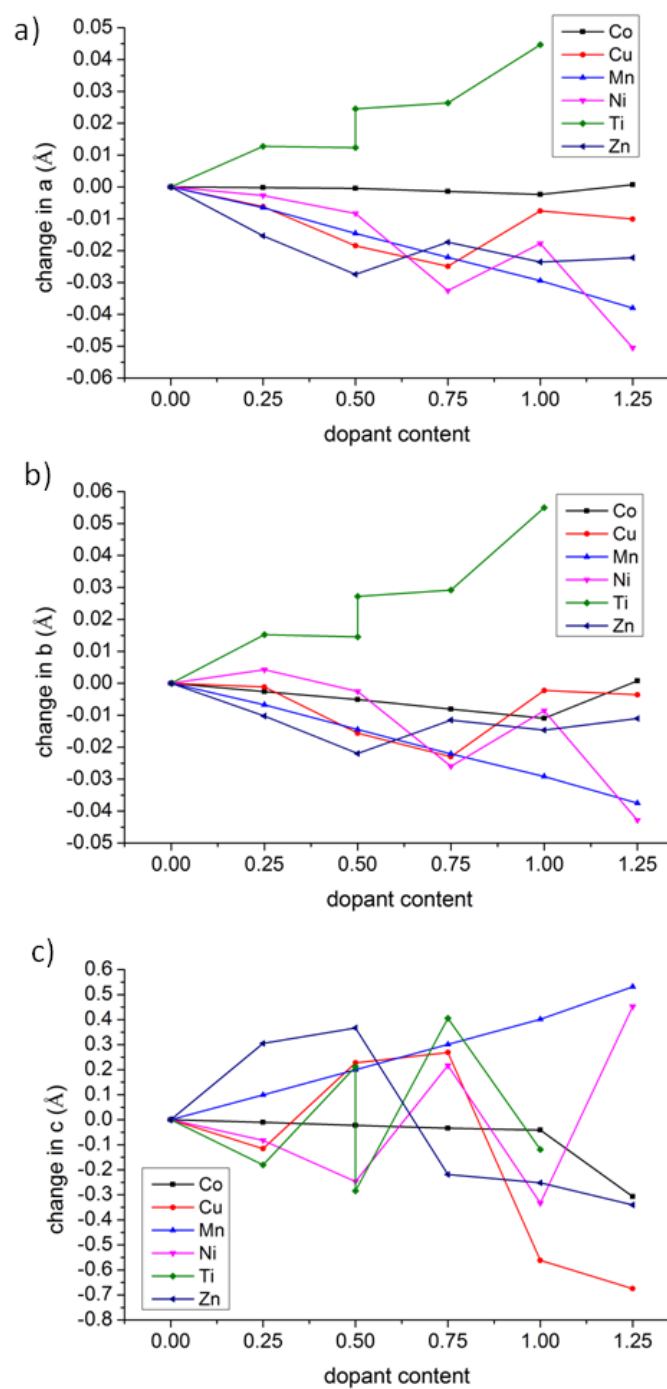 a)
0.05
0.04
0.03
0.02
0.01
0.00
-0.01
-0.02
-0.03
-0.04
-0.05
-0.06
change in a (Å)
Co
Cu
Mn
Ni
Ti
Zn
0.00 0.25 0.50 0.75 1.00 1.25
dopant content
b)
0.06
0.05
0.04
0.03
0.02
0.01
0.00
-0.01
-0.02
-0.03
-0.04
-0.05
change in b (Å)
Co
Cu
Mn
Ni
Ti
Zn
0.00 0.25 0.50 0.75 1.00 1.25
dopant content
c)
0.6
0.5
0.4
0.3
0.2
0.1
0.0
-0.1
-0.2
-0.3
-0.4
-0.5
-0.6
-0.7
-0.8
change in c (Å)
Co
Cu
Mn
Ni
Ti
Zn
0.00 0.25 0.50 0.75 1.00 1.25
dopant content